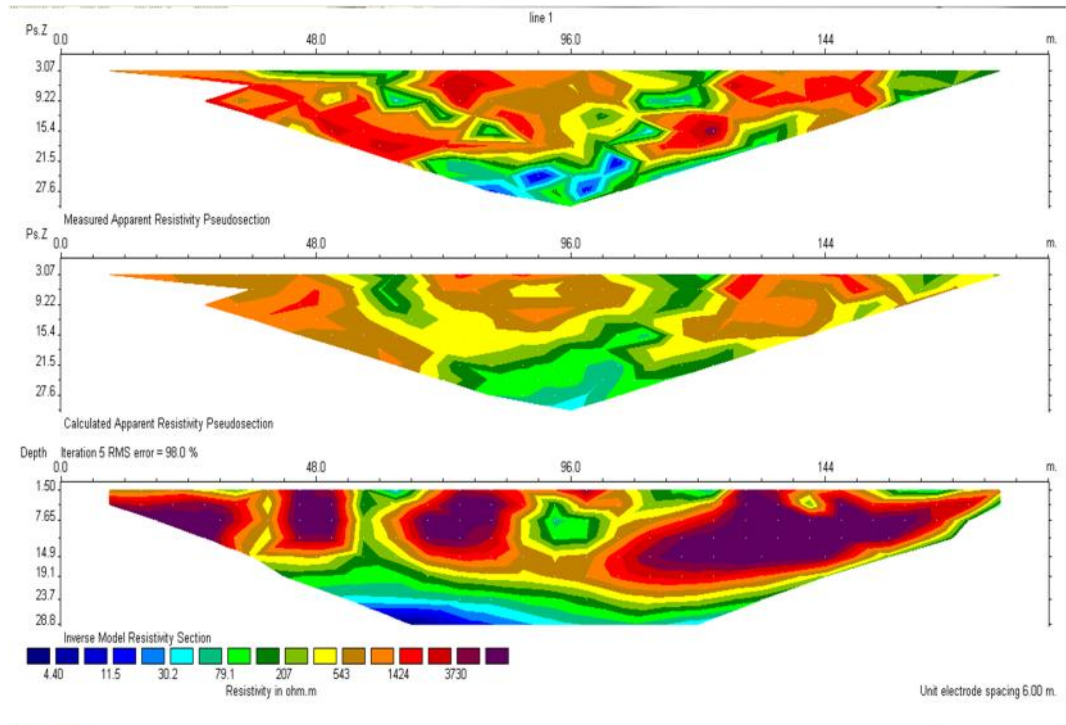 line 1
Ps.Z 0.0 48.0 96.0 144 m.
3.07
9.22
15.4
21.5
27.6
Measured Apparent Resistivity Pseudosection
Ps.Z 0.0 48.0 96.0 144 m.
3.07
9.22
15.4
21.5
27.6
Calculated Apparent Resistivity Pseudosection
Depth Iteration 5 RMS error = 98.0 %
0.0 48.0 96.0 144 m.
1.50
7.65
14.9
19.1
23.7
28.8
Inverse Model Resistivity Section
4.40 11.5 30.2 79.1 207 543 1424 3730
Resistivity in ohm.m
Unit electrode spacing 6.00 m.